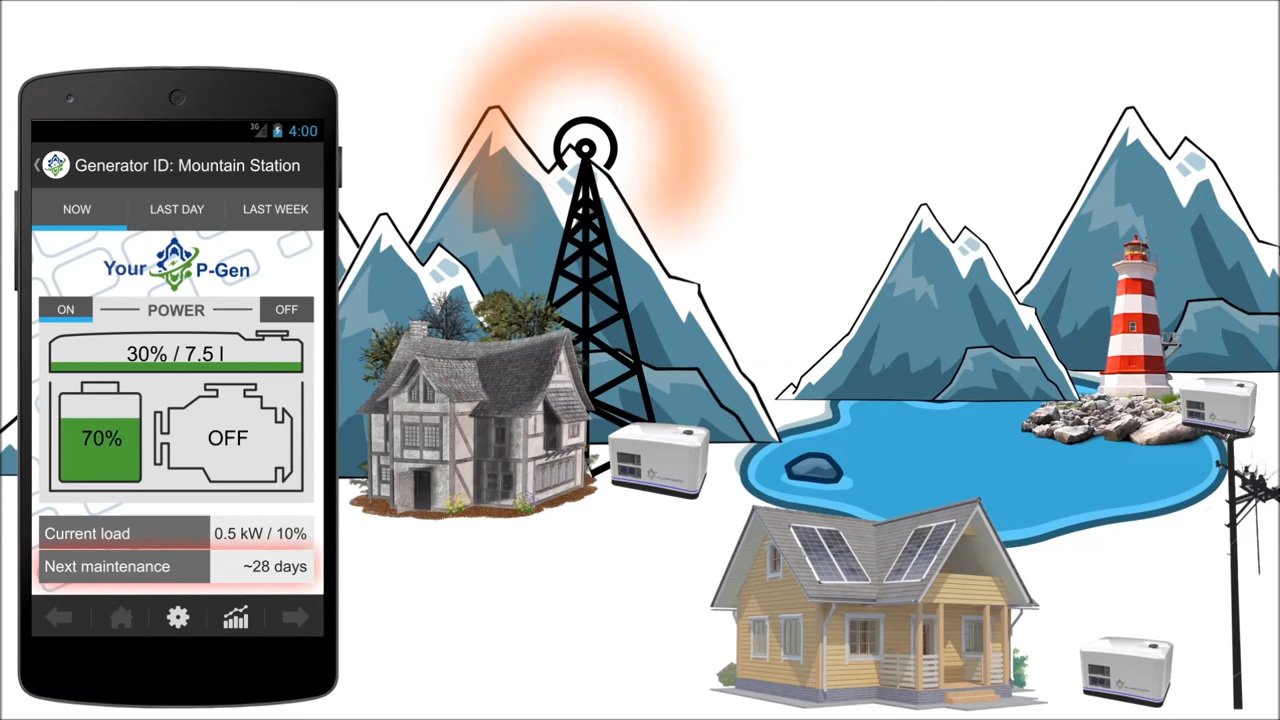 3G 4:00
Generator ID: Mountain Station
NOW LAST DAY LAST WEEK
Your P-Gen
ON POWER OFF
30% / 7.5 l
70% OFF
Current load 0.5 kW / 10%
Next maintenance ~28 days